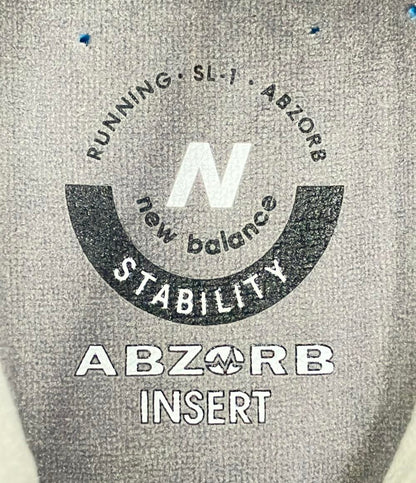 RUNNING · SL-1 · ABZORB
N
new balance
STABILITY
ABZORB
INSERT